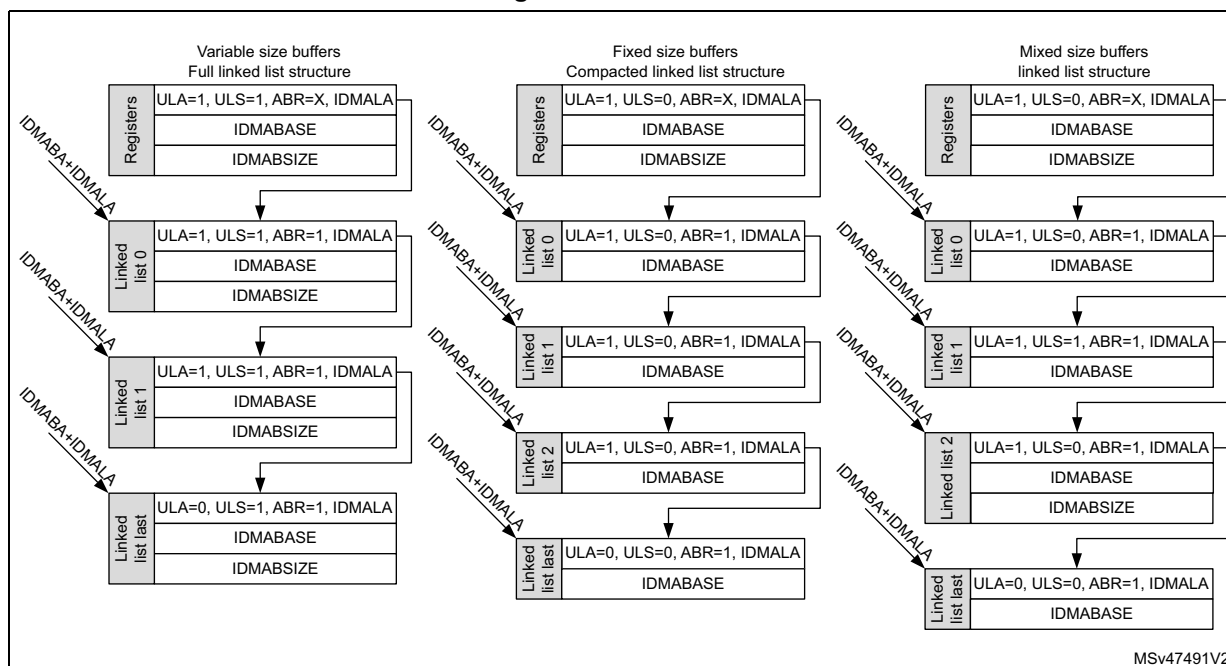 Variable size buffers
Full linked list structure
Registers
ULA=1, ULS=1, ABR=X, IDMALA
IDMABASE
IDMABSIZE
IDMABA+IDMALA
Linked
list 0
ULA=1, ULS=1, ABR=1, IDMALA
IDMABASE
IDMABSIZE
IDMABA+IDMALA
Linked
list 1
ULA=1, ULS=1, ABR=1, IDMALA
IDMABASE
IDMABSIZE
IDMABA+IDMALA
Linked
list last
ULA=0, ULS=1, ABR=1, IDMALA
IDMABASE
IDMABSIZE
Fixed size buffers
Compacted linked list structure
Registers
ULA=1, ULS=0, ABR=X, IDMALA
IDMABASE
IDMABSIZE
IDMABA+IDMALA
Linked
list 0
ULA=1, ULS=0, ABR=1, IDMALA
IDMABASE
IDMABA+IDMALA
Linked
list 1
ULA=1, ULS=0, ABR=1, IDMALA
IDMABASE
IDMABA+IDMALA
Linked
list 2
ULA=1, ULS=0, ABR=1, IDMALA
IDMABASE
IDMABA+IDMALA
Linked
list last
ULA=0, ULS=0, ABR=1, IDMALA
IDMABASE
Mixed size buffers
linked list structure
Registers
ULA=1, ULS=0, ABR=X, IDMALA
IDMABASE
IDMABSIZE
IDMABA+IDMALA
Linked
list 0
ULA=1, ULS=0, ABR=1, IDMALA
IDMABASE
IDMABA+IDMALA
Linked
list 1
ULA=1, ULS=1, ABR=1, IDMALA
IDMABASE
IDMABA+IDMALA
Linked list 2
ULA=1, ULS=0, ABR=1, IDMALA
IDMABASE
IDMABSIZE
IDMABA+IDMALA
Linked
list last
ULA=0, ULS=0, ABR=1, IDMALA
IDMABASE
MSv47491V2